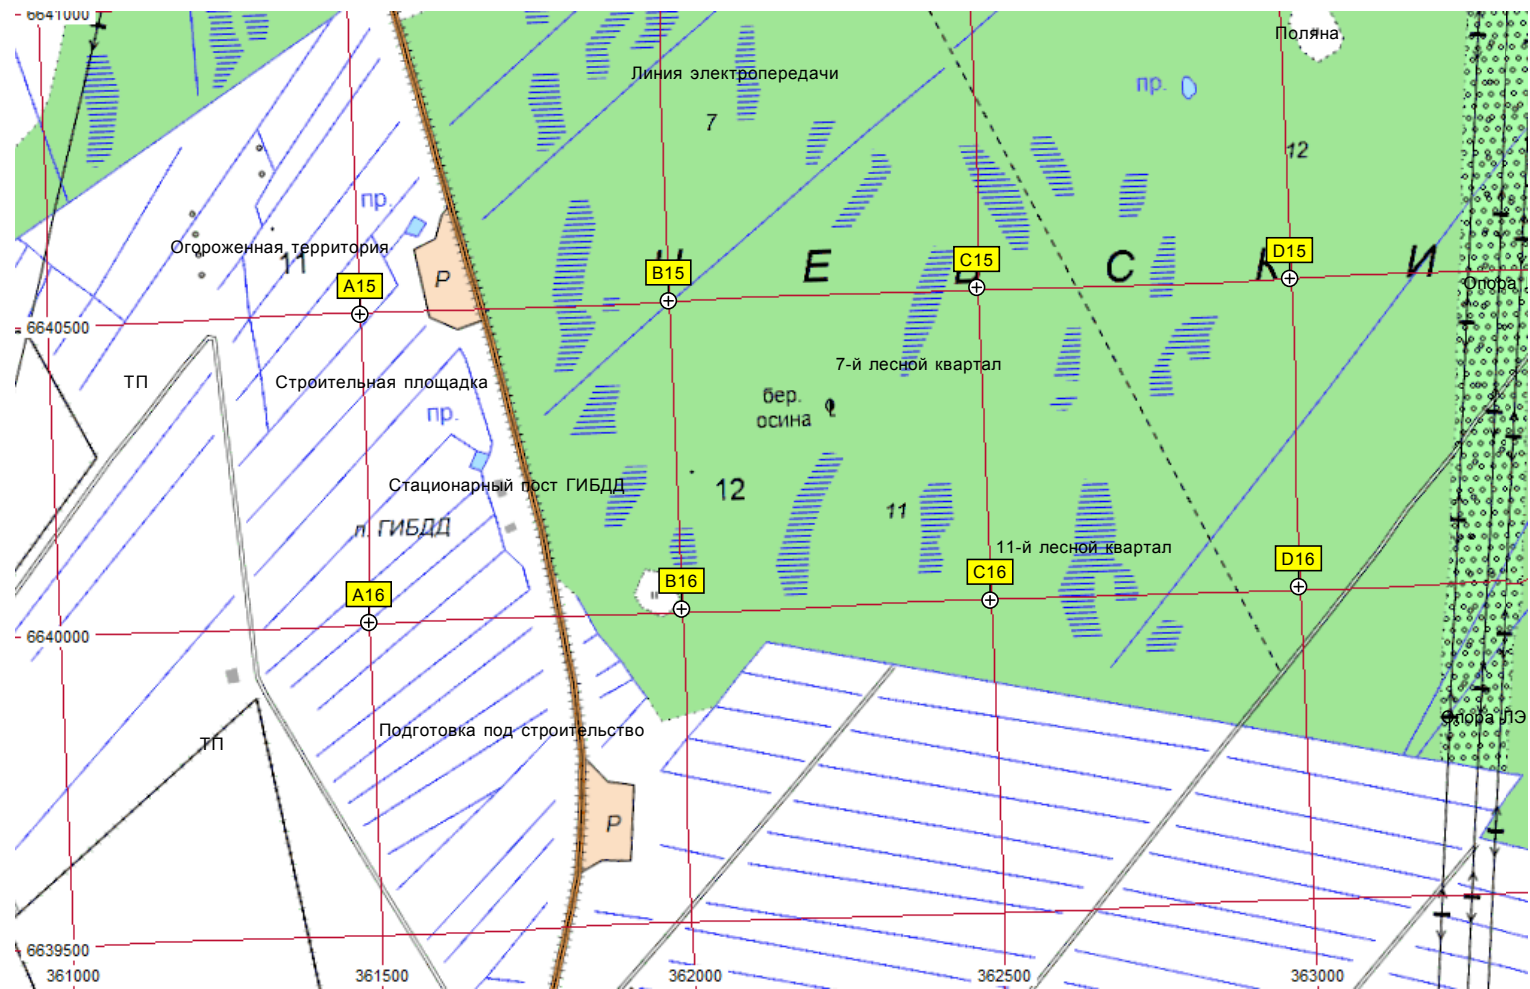 6641000
Поляна
Линия электропередачи
пр.
7
12
пр.
Огороженная территория
11
Р
Е
С
К
И
A15
B15
C15
D15
Опора
6640500
ТП
Строительная площадка
7-й лесной квартал
пр.
бер.
осина
Стационарный пост ГИБДД
12
11
п. ГИБДД
11-й лесной квартал
A16
B16
C16
D16
6640000
Опора ЛЭ
Подготовка под строительство
ТП
Р
6639500
361000
361500
362000
362500
363000